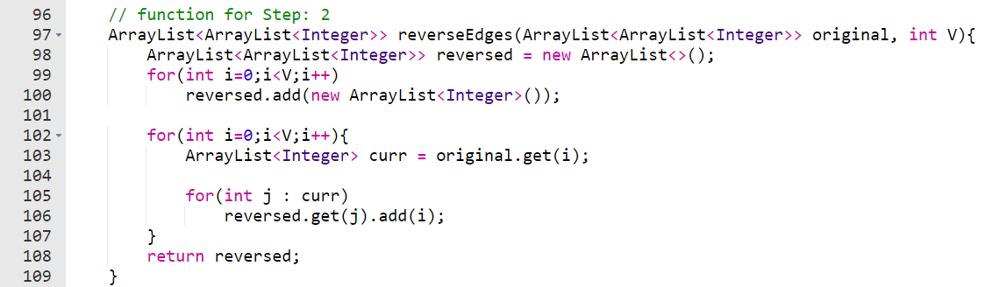 96 // function for Step: 2
97 ArrayList<ArrayList<Integer>> reverseEdges(ArrayList<ArrayList<Integer>> original, int V){
98 ArrayList<ArrayList<Integer>> reversed = new ArrayList<>();
99 for(int i=0;i<V;i++)
100 reversed.add(new ArrayList<Integer>());
101
102 for(int i=0;i<V;i++){
103 ArrayList<Integer> curr = original.get(i);
104
105 for(int j : curr)
106 reversed.get(j).add(i);
107 }
108 return reversed;
109 }